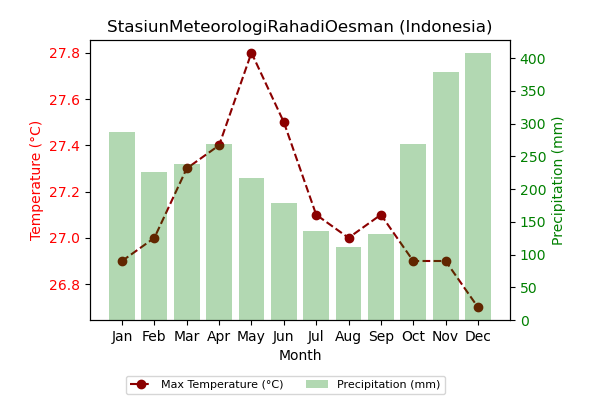 StasiunMeteorologiRahadiOesman (Indonesia)
Temperature (°C)
27.8
27.6
27.4
27.2
27.0
26.8
400
350
300
250
200
150
100
50
0
Precipitation (mm)
Jan Feb Mar Apr May Jun Jul Aug Sep Oct Nov Dec
Month
Max Temperature (°C) Precipitation (mm)